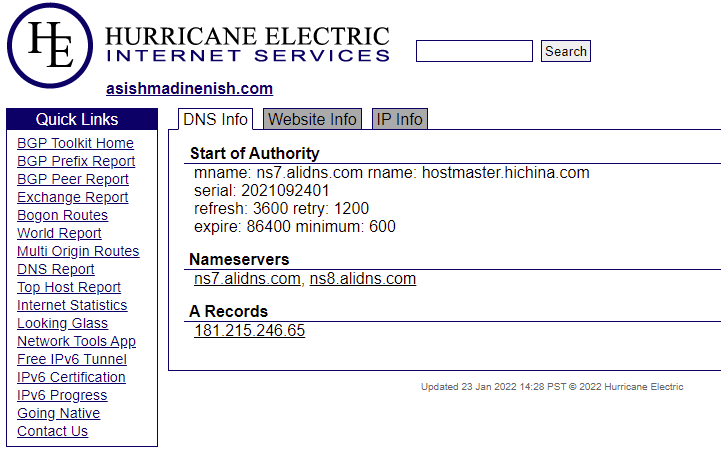 HE
HURRICANE ELECTRIC
INTERNET SERVICES
Search
asishmadinenish.com
Quick Links
BGP Toolkit Home
BGP Prefix Report
BGP Peer Report
Exchange Report
Bogon Routes
World Report
Multi Origin Routes
DNS Report
Top Host Report
Internet Statistics
Looking Glass
Network Tools App
Free IPv6 Tunnel
IPv6 Certification
IPv6 Progress
Going Native
Contact Us
DNS Info Website Info IP Info
Start of Authority
mname: ns7.alidns.com rname: hostmaster.hichina.com
serial: 2021092401
refresh: 3600 retry: 1200
expire: 86400 minimum: 600
Nameservers
ns7.alidns.com, ns8.alidns.com
A Records
181.215.246.65
Updated 23 Jan 2022 14:28 PST © 2022 Hurricane Electric